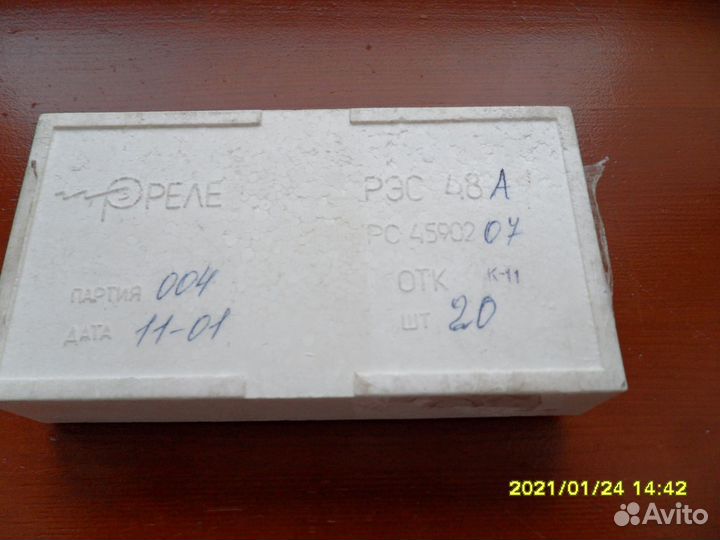 РЕЛЕ
РЭС 48 А
РС 45902 07
ПАРТИЯ 004
ОТК К-11
ДАТА 11-01
ШТ 20
2021/01/24 14:42
Avito